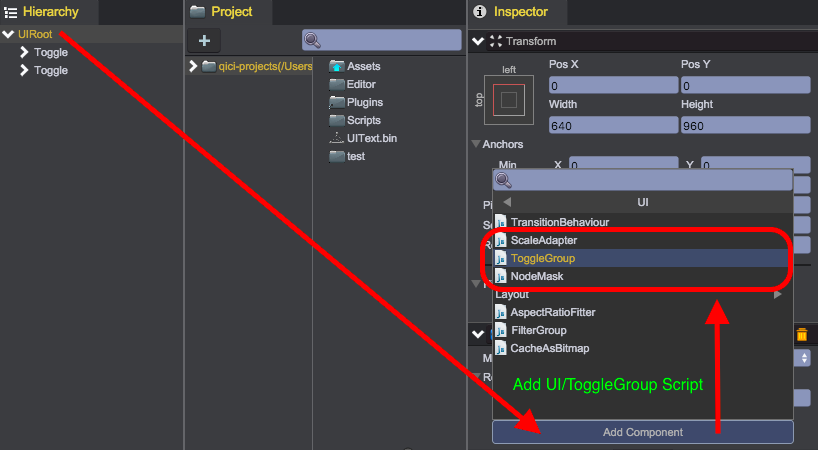 Hierarchy
UIRoot
Toggle
Toggle
Project
+
qici-projects(/Users
Assets
Editor
Plugins
Scripts
UIText.bin
test
Inspector
Transform
left
top
Pos X Pos Y
0 0
Width Height
640 960
Anchors
Min X 0 Y 0
UI
TransitionBehaviour
ScaleAdapter
ToggleGroup
NodeMask
Layout
AspectRatioFitter
FilterGroup
CacheAsBitmap
Add UI/ToggleGroup Script
Add Component